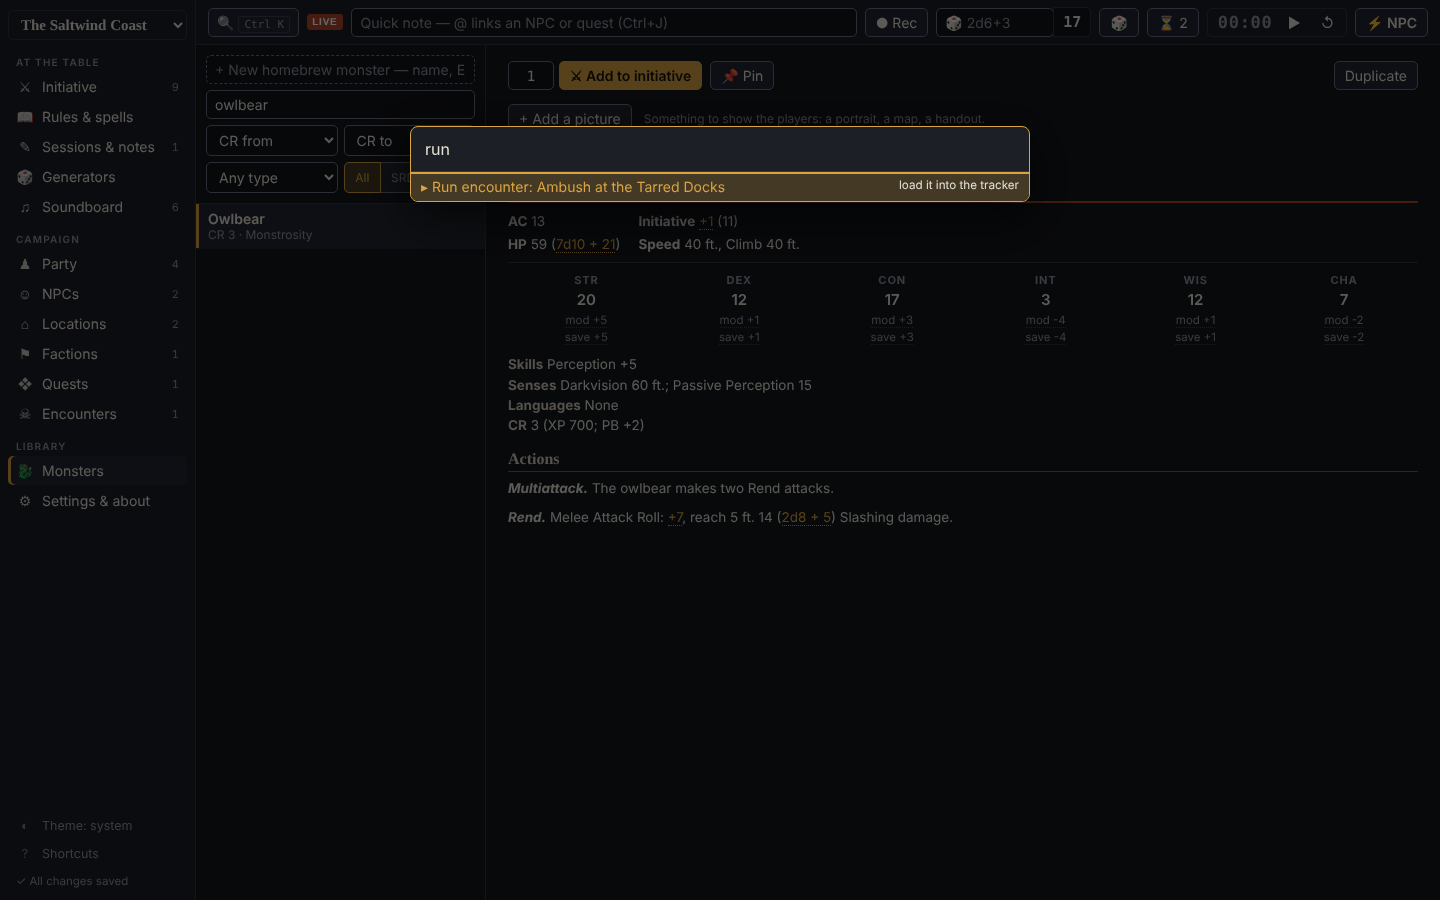 The Saltwind Coast
Ctrl K
LIVE
Quick note — @ links an NPC or quest (Ctrl+J)
Rec
2d6+3
17
2
00:00
NPC
AT THE TABLE
Initiative 9
Rules & spells
Sessions & notes 1
Generators
Soundboard 6
CAMPAIGN
Party 4
NPCs 2
Locations 2
Factions 1
Quests 1
Encounters 1
LIBRARY
Monsters
Settings & about
Theme: system
? Shortcuts
✓ All changes saved
+ New homebrew monster — name, E
owlbear
CR from
CR to
Any type
All
Owlbear
CR 3 · Monstrosity
1
Add to initiative
Pin
Duplicate
+ Add a picture
Something to show the players: a portrait, a map, a handout.
run
▸ Run encounter: Ambush at the Tarred Docks
load it into the tracker
AC 13
Initiative +1 (11)
HP 59 (7d10 + 21)
Speed 40 ft., Climb 40 ft.
STR DEX CON INT WIS CHA
20 12 17 3 12 7
mod +5 mod +1 mod +3 mod -4 mod +1 mod -2
save +5 save +1 save +3 save -4 save +1 save -2
Skills Perception +5
Senses Darkvision 60 ft.; Passive Perception 15
Languages None
CR 3 (XP 700; PB +2)
Actions
Multiattack. The owlbear makes two Rend attacks.
Rend. Melee Attack Roll: +7, reach 5 ft. 14 (2d8 + 5) Slashing damage.